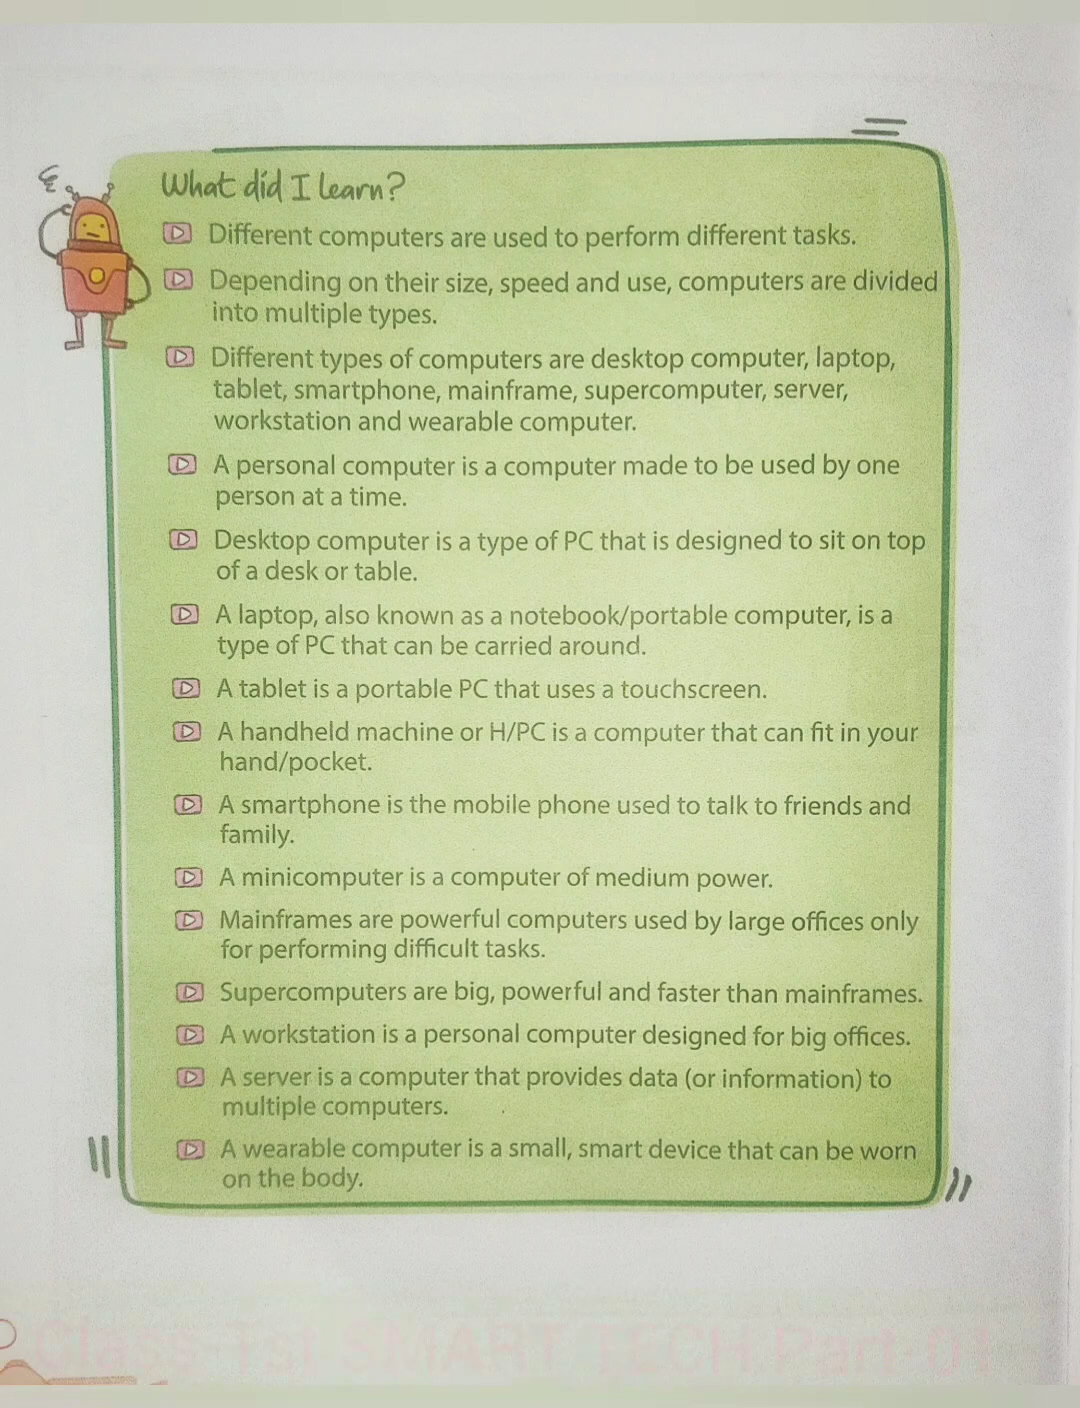 What did I learn?
Different computers are used to perform different tasks.
Depending on their size, speed and use, computers are divided
into multiple types.
Different types of computers are desktop computer, laptop,
tablet, smartphone, mainframe, supercomputer, server,
workstation and wearable computer.
A personal computer is a computer made to be used by one
person at a time.
Desktop computer is a type of PC that is designed to sit on top
of a desk or table.
A laptop, also known as a notebook/portable computer, is a
type of PC that can be carried around.
A tablet is a portable PC that uses a touchscreen.
A handheld machine or H/PC is a computer that can fit in your
hand/pocket.
A smartphone is the mobile phone used to talk to friends and
family.
A minicomputer is a computer of medium power.
Mainframes are powerful computers used by large offices only
for performing difficult tasks.
Supercomputers are big, powerful and faster than mainframes.
A workstation is a personal computer designed for big offices.
A server is a computer that provides data (or information) to
multiple computers.
A wearable computer is a small, smart device that can be worn
on the body.
Class-1st SMART TECH Part-01